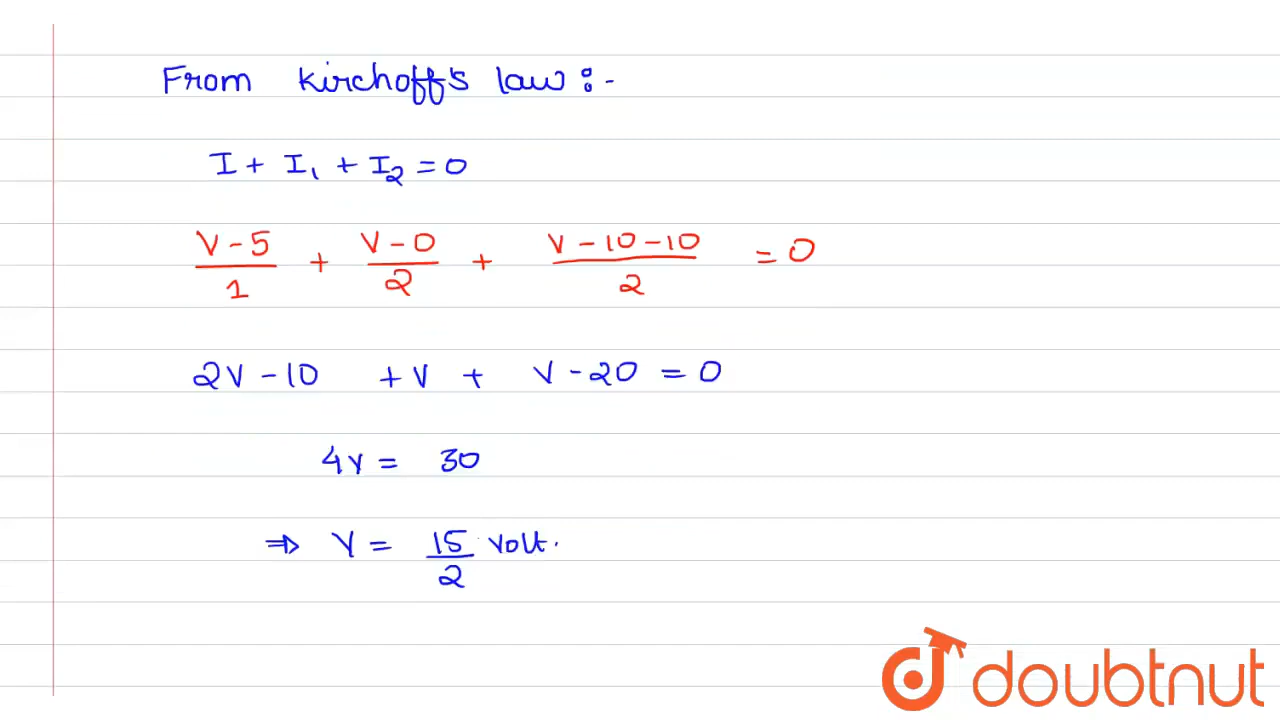 From Kirchoff's law :-
I + I₁ + I₂ = 0
(V - 5)/1 + (V - 0)/2 + (V - 10 - 10)/2 = 0
2V - 10 + V + V - 20 = 0
4V = 30
⇒ V = 15/2 volt.
doubtnut